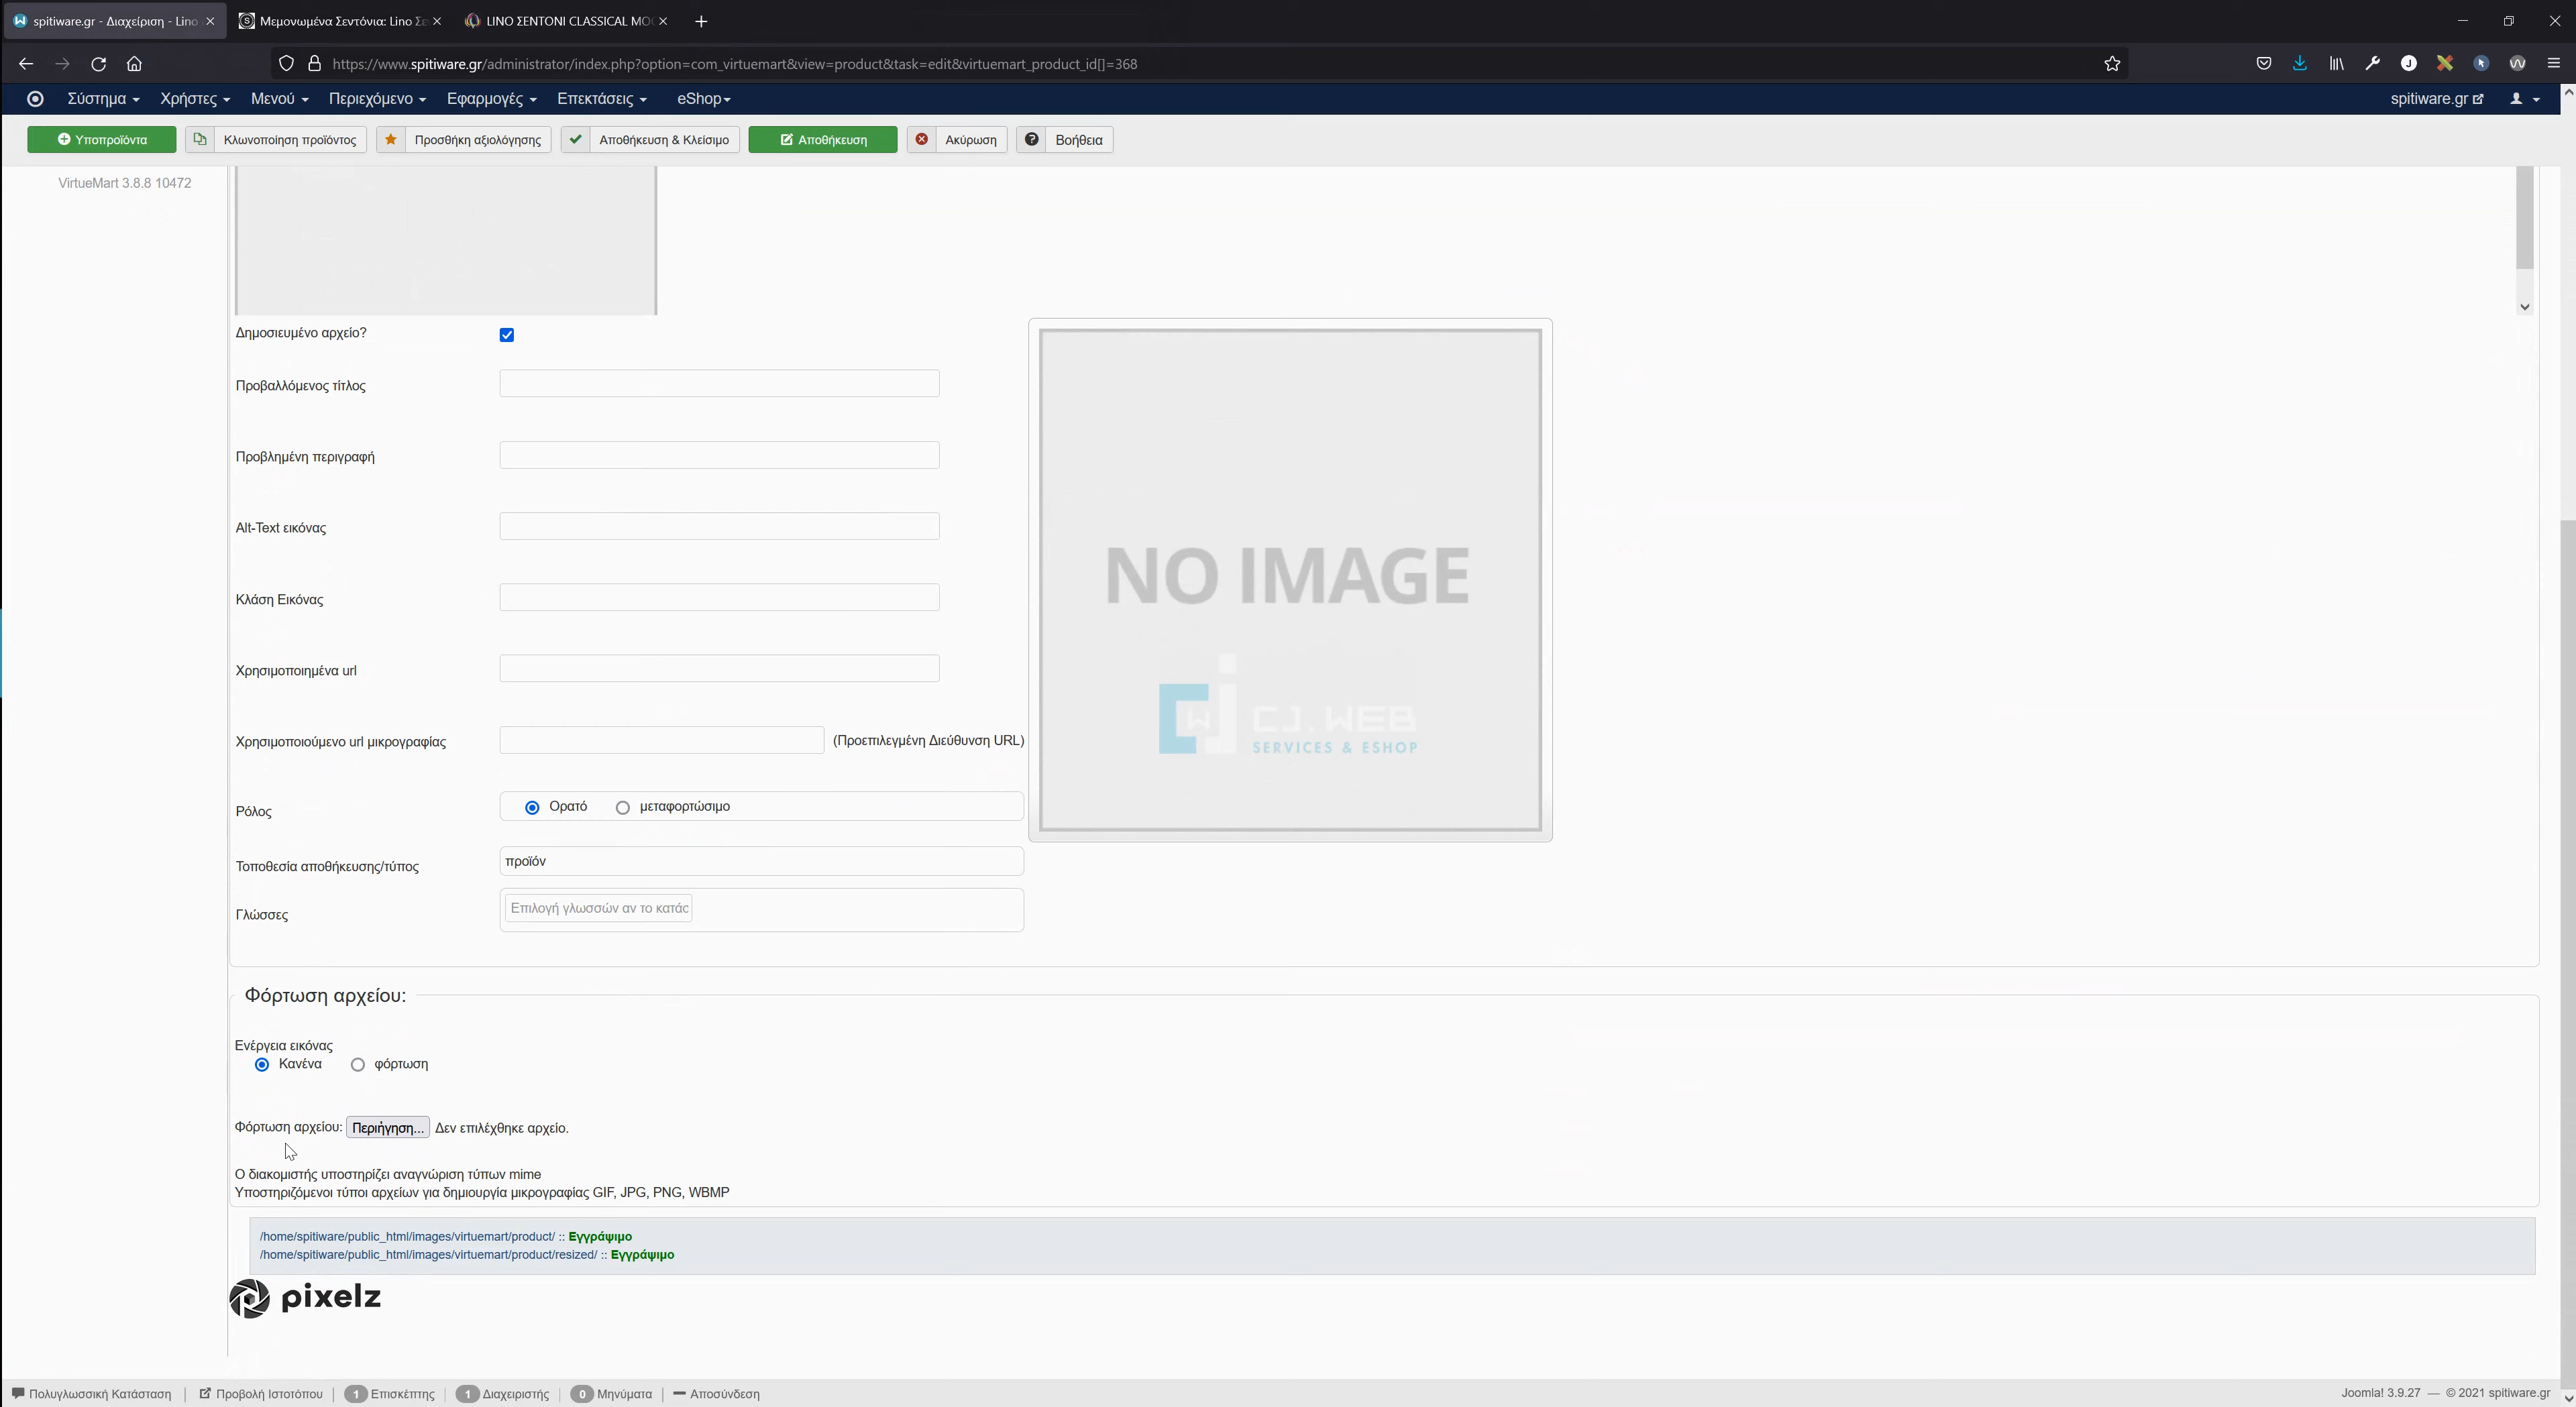 spitiware.gr - Διαχείριση - Lino
Μεμονωμένα Σεντόνια: Lino Σε
LINO ΣΕΝΤΟΝΙ CLASSICAL MO
https://www.spitiware.gr/administrator/index.php?option=com_virtuemart&view=product&task=edit&virtuemart_product_id[]=368
Σύστημα Χρήστες Μενού Περιεχόμενο Εφαρμογές Επεκτάσεις eShop spitiware.gr
Υποπροϊόντα Κλωνοποίηση προϊόντος Προσθήκη αξιολόγησης Αποθήκευση & Κλείσιμο Αποθήκευση Ακύρωση Βοήθεια
VirtueMart 3.8.8 10472
Δημοσιευμένο αρχείο?
Προβαλλόμενος τίτλος
Προβλημένη περιγραφή
Alt-Text εικόνας
Κλάση Εικόνας
Χρησιμοποιημένα url
Χρησιμοποιούμενο url μικρογραφίας (Προεπιλεγμένη Διεύθυνση URL)
NO IMAGE
CJ.WEB
SERVICES & ESHOP
Ρόλος Ορατό μεταφορτώσιμο
Τοποθεσία αποθήκευσης/τύπος προϊόν
Γλώσσες Επιλογή γλωσσών αν το κατάσ
Φόρτωση αρχείου:
Ενέργεια εικόνας
Κανένα φόρτωση
Φόρτωση αρχείου: Περιήγηση... Δεν επιλέχθηκε αρχείο.
Ο διακομιστής υποστηρίζει αναγνώριση τύπων mime
Υποστηριζόμενοι τύποι αρχείων για δημιουργία μικρογραφίας GIF, JPG, PNG, WBMP
/home/spitiware/public_html/images/virtuemart/product/ :: Εγγράψιμο
/home/spitiware/public_html/images/virtuemart/product/resized/ :: Εγγράψιμο
pixelz
Πολυγλωσσική Κατάσταση | Προβολή Ιστοτόπου | 1 Επισκέπτης | 1 Διαχειριστής | 0 Μηνύματα | Αποσύνδεση
Joomla! 3.9.27 — © 2021 spitiware.gr